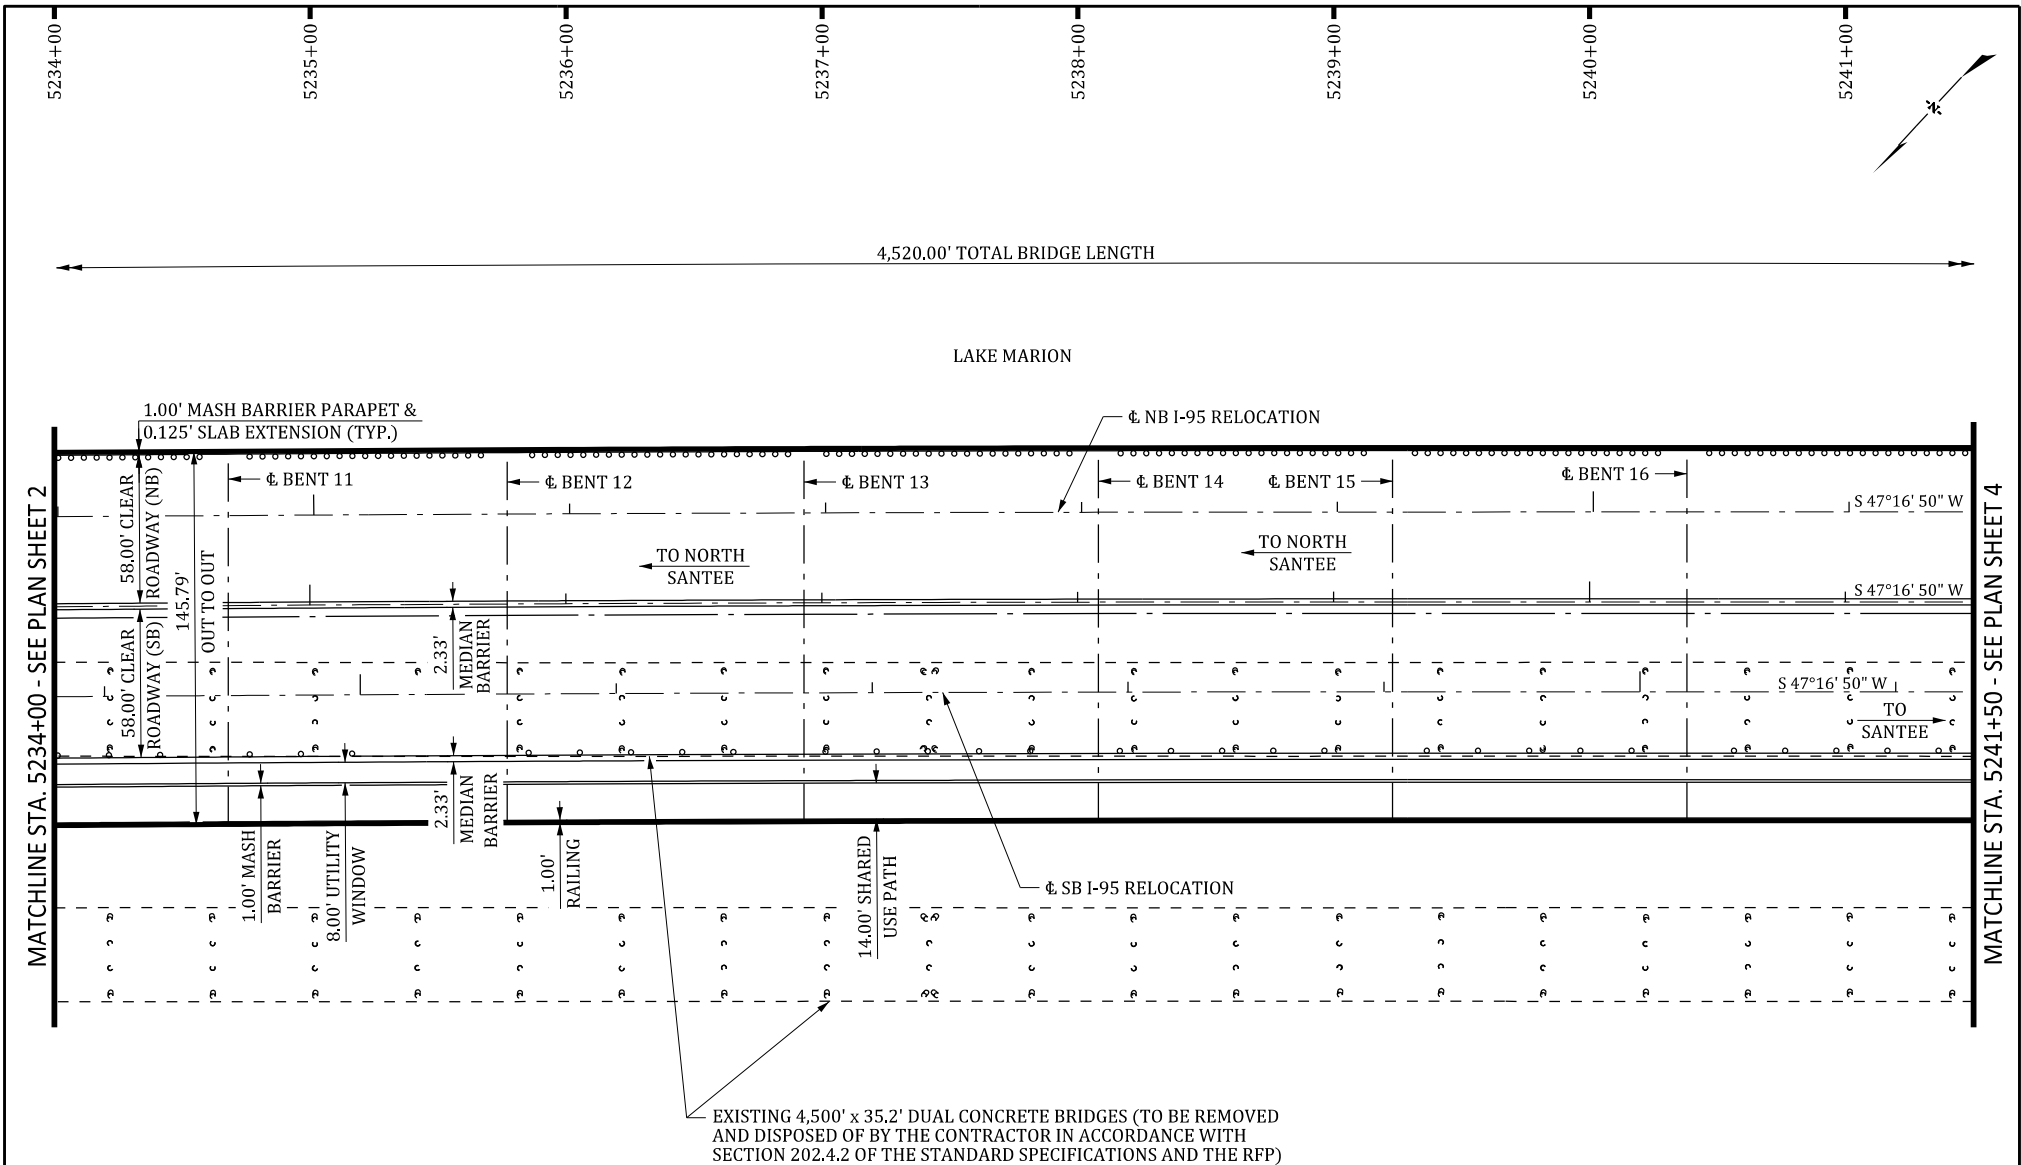 5234+00
5235+00
5236+00
5237+00
5238+00
5239+00
5240+00
5241+00
N
4,520.00' TOTAL BRIDGE LENGTH
LAKE MARION
1.00' MASH BARRIER PARAPET &
0.125' SLAB EXTENSION (TYP.)
℄ NB I-95 RELOCATION
MATCHLINE STA. 5234+00 - SEE PLAN SHEET 2
58.00' CLEAR
ROADWAY (NB)
145.79'
OUT TO OUT
℄ BENT 11
℄ BENT 12
℄ BENT 13
℄ BENT 14
℄ BENT 15
℄ BENT 16
S 47°16' 50" W
TO NORTH
SANTEE
TO NORTH
SANTEE
S 47°16' 50" W
58.00' CLEAR
ROADWAY (SB)
2.33'
MEDIAN
BARRIER
S 47°16' 50" W
TO
SANTEE
MATCHLINE STA. 5241+50 - SEE PLAN SHEET 4
2.33'
MEDIAN
BARRIER
1.00' MASH
BARRIER
8.00' UTILITY
WINDOW
1.00'
RAILING
14.00' SHARED
USE PATH
℄ SB I-95 RELOCATION
EXISTING 4,500' x 35.2' DUAL CONCRETE BRIDGES (TO BE REMOVED
AND DISPOSED OF BY THE CONTRACTOR IN ACCORDANCE WITH
SECTION 202.4.2 OF THE STANDARD SPECIFICATIONS AND THE RFP)